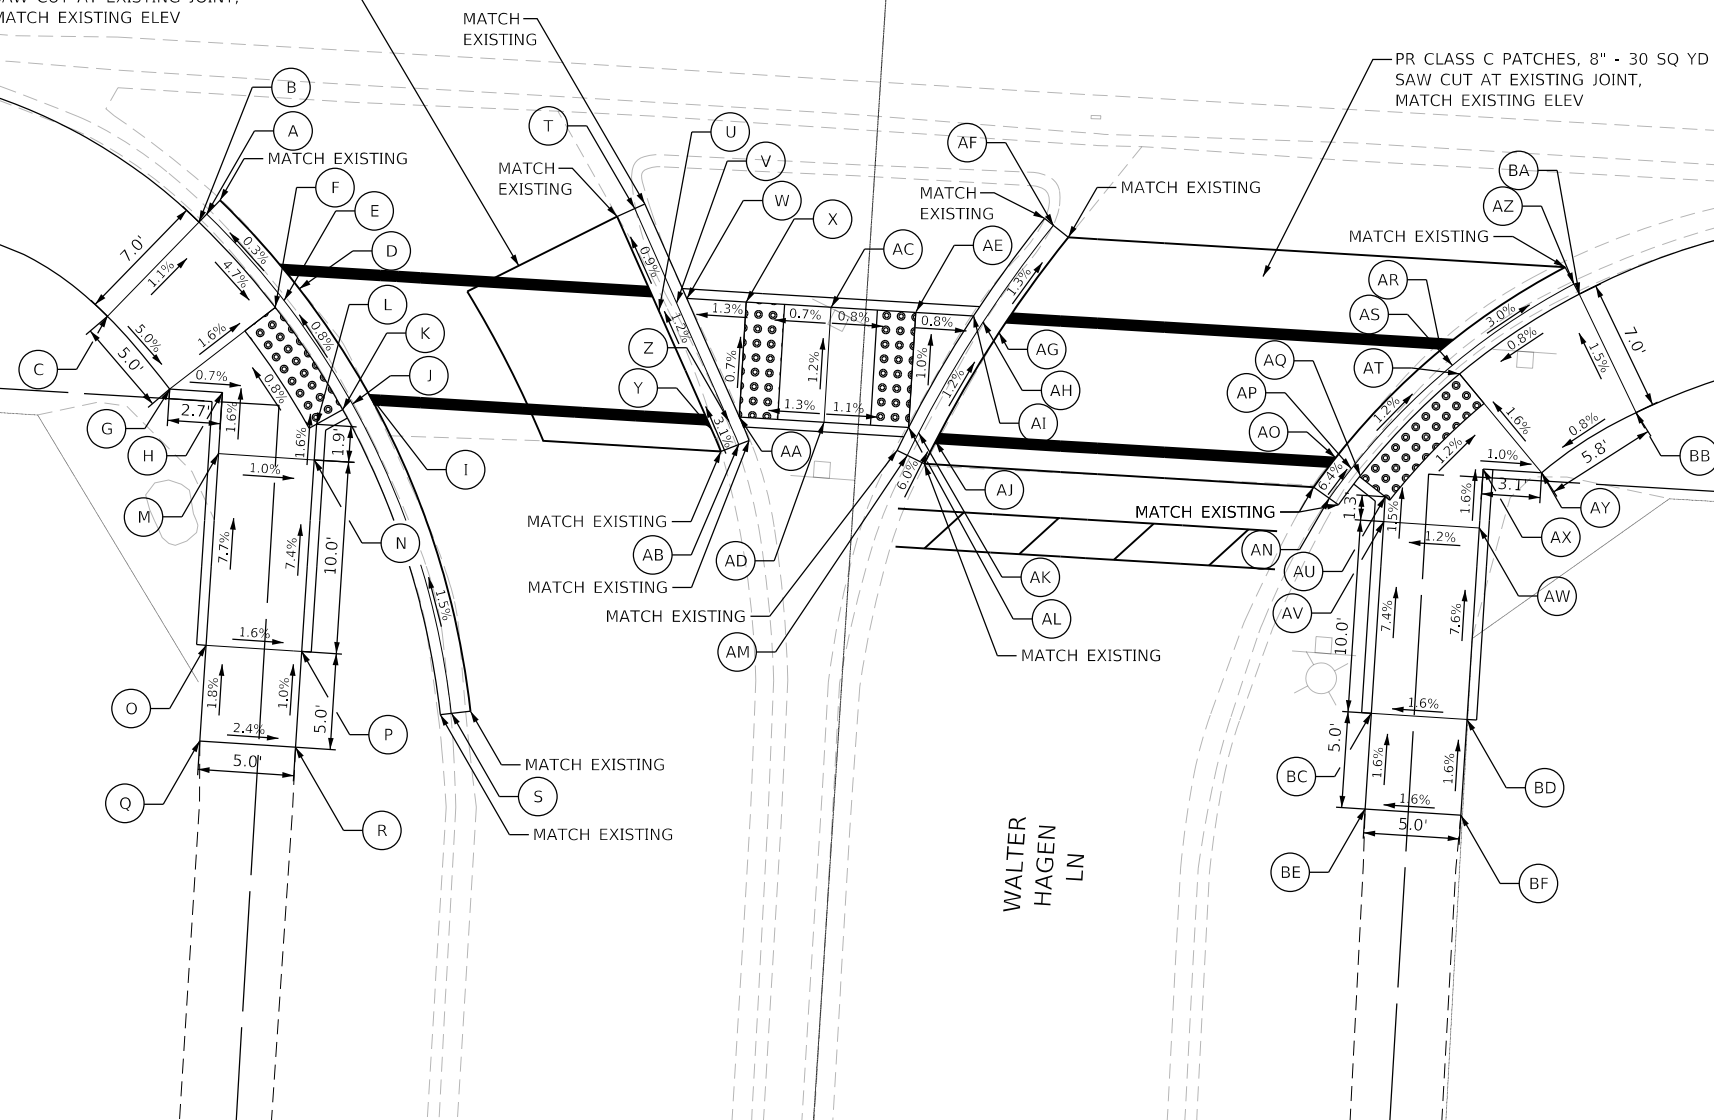 SAW CUT AT EXISTING JOINT,
MATCH EXISTING ELEV
MATCH
EXISTING
PR CLASS C PATCHES, 8" - 30 SQ YD
SAW CUT AT EXISTING JOINT,
MATCH EXISTING ELEV
B
A
MATCH EXISTING
F
E
D
T
MATCH
EXISTING
U
V
W
X
AC
AE
AF
MATCH
EXISTING
MATCH EXISTING
BA
AZ
MATCH EXISTING
AR
AS
AT
AQ
AP
AO
7.0'
1.1%
0.3%
4.7%
5.0%
5.0'
1.6%
0.8%
0.8%
C
L
K
J
I
G
H
M
N
0.7%
2.7'
1.6%
1.6%
1.9'
1.0%
7.7%
7.4%
10.0'
1.6%
O
P
1.8%
1.0%
5.0'
2.4%
5.0'
Q
R
1.5%
MATCH EXISTING
S
MATCH EXISTING
0.9%
1.2%
3.1%
Z
Y
1.3%
0.7%
0.8%
0.8%
0.7%
1.2%
1.0%
1.3%
1.1%
1.3%
1.2%
6.0%
AG
AH
AI
AA
AJ
MATCH EXISTING
AB
AD
MATCH EXISTING
MATCH EXISTING
AM
AK
AL
MATCH EXISTING
MATCH EXISTING
3.0%
0.8%
1.5%
7.0'
1.2%
1.6%
1.2%
0.8%
5.8'
6.4%
1.3'
1.5%
1.0%
3.1'
1.6%
1.2%
BB
AY
AX
AW
AN
AU
AV
10.0'
7.4%
7.6%
1.6%
5.0'
1.6%
1.6%
1.6%
5.0'
BC
BD
BE
BF
WALTER
HAGEN
LN